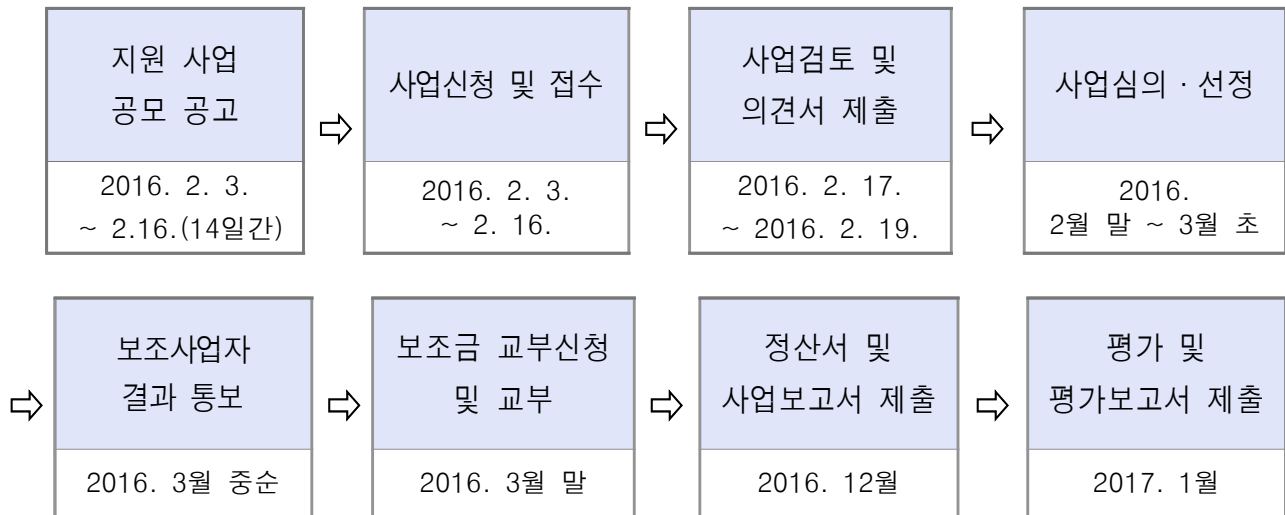 지원 사업
공모 공고
2016. 2. 3.
~ 2.16.(14일간)
사업신청 및 접수
2016. 2. 3.
~ 2. 16.
사업검토 및
의견서 제출
2016. 2. 17.
~ 2016. 2. 19.
사업심의 · 선정
2016.
2월 말 ~ 3월 초
보조사업자
결과 통보
2016. 3월 중순
보조금 교부신청
및 교부
2016. 3월 말
정산서 및
사업보고서 제출
2016. 12월
평가 및
평가보고서 제출
2017. 1월